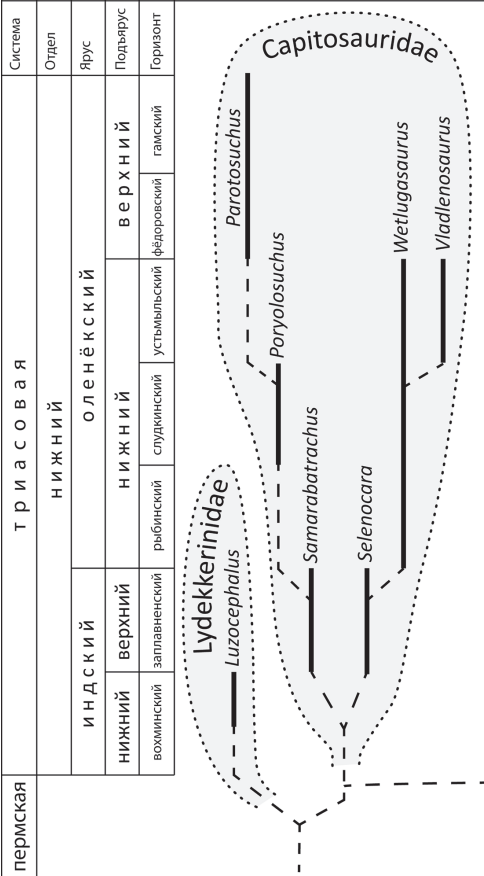 Система
Отдел
Ярус
Подъярус
Горизонт
триасовая
пермская
нижний
оленёкский
индский
верхний
нижний
верхний
нижний
гамский
фёдоровский
устьмыльский
слудкинский
рыбинский
заплавненский
вохминский
Capitosauridae
Parotosuchus
Wetlugasaurus
Vladlenosaurus
Poryolosuchus
Samarabatrachus
Selenocara
Lydekkerinidae
Luzocephalus